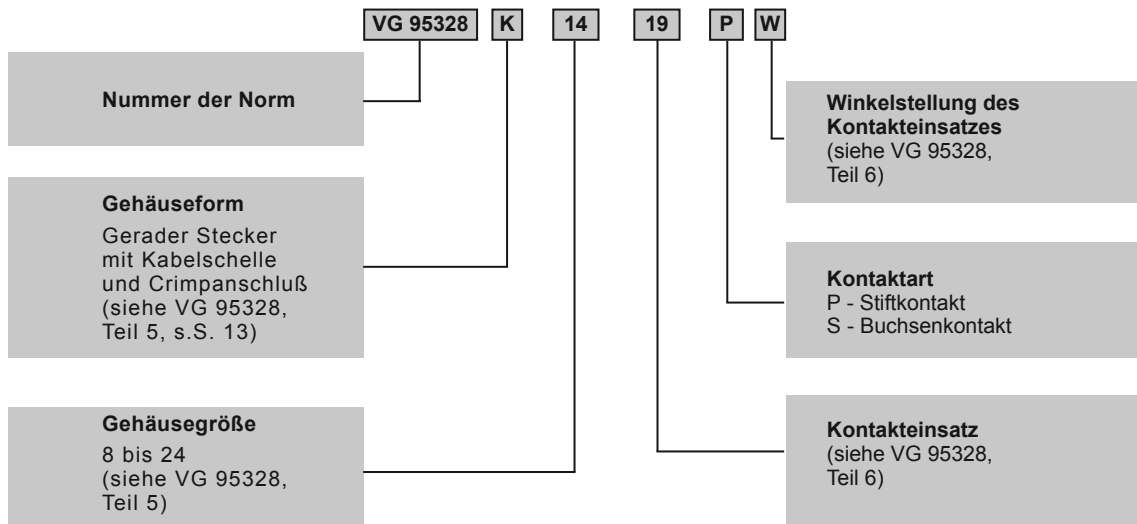 VG 95328 K 14 19 P W
Nummer der Norm
Gehäuseform
Gerader Stecker
mit Kabelschelle
und Crimpanschluß
(siehe VG 95328,
Teil 5, s.S. 13)
Gehäusegröße
8 bis 24
(siehe VG 95328,
Teil 5)
Winkelstellung des
Kontakteinsatzes
(siehe VG 95328,
Teil 6)
Kontaktart
P - Stiftkontakt
S - Buchsenkontakt
Kontakteinsatz
(siehe VG 95328,
Teil 6)